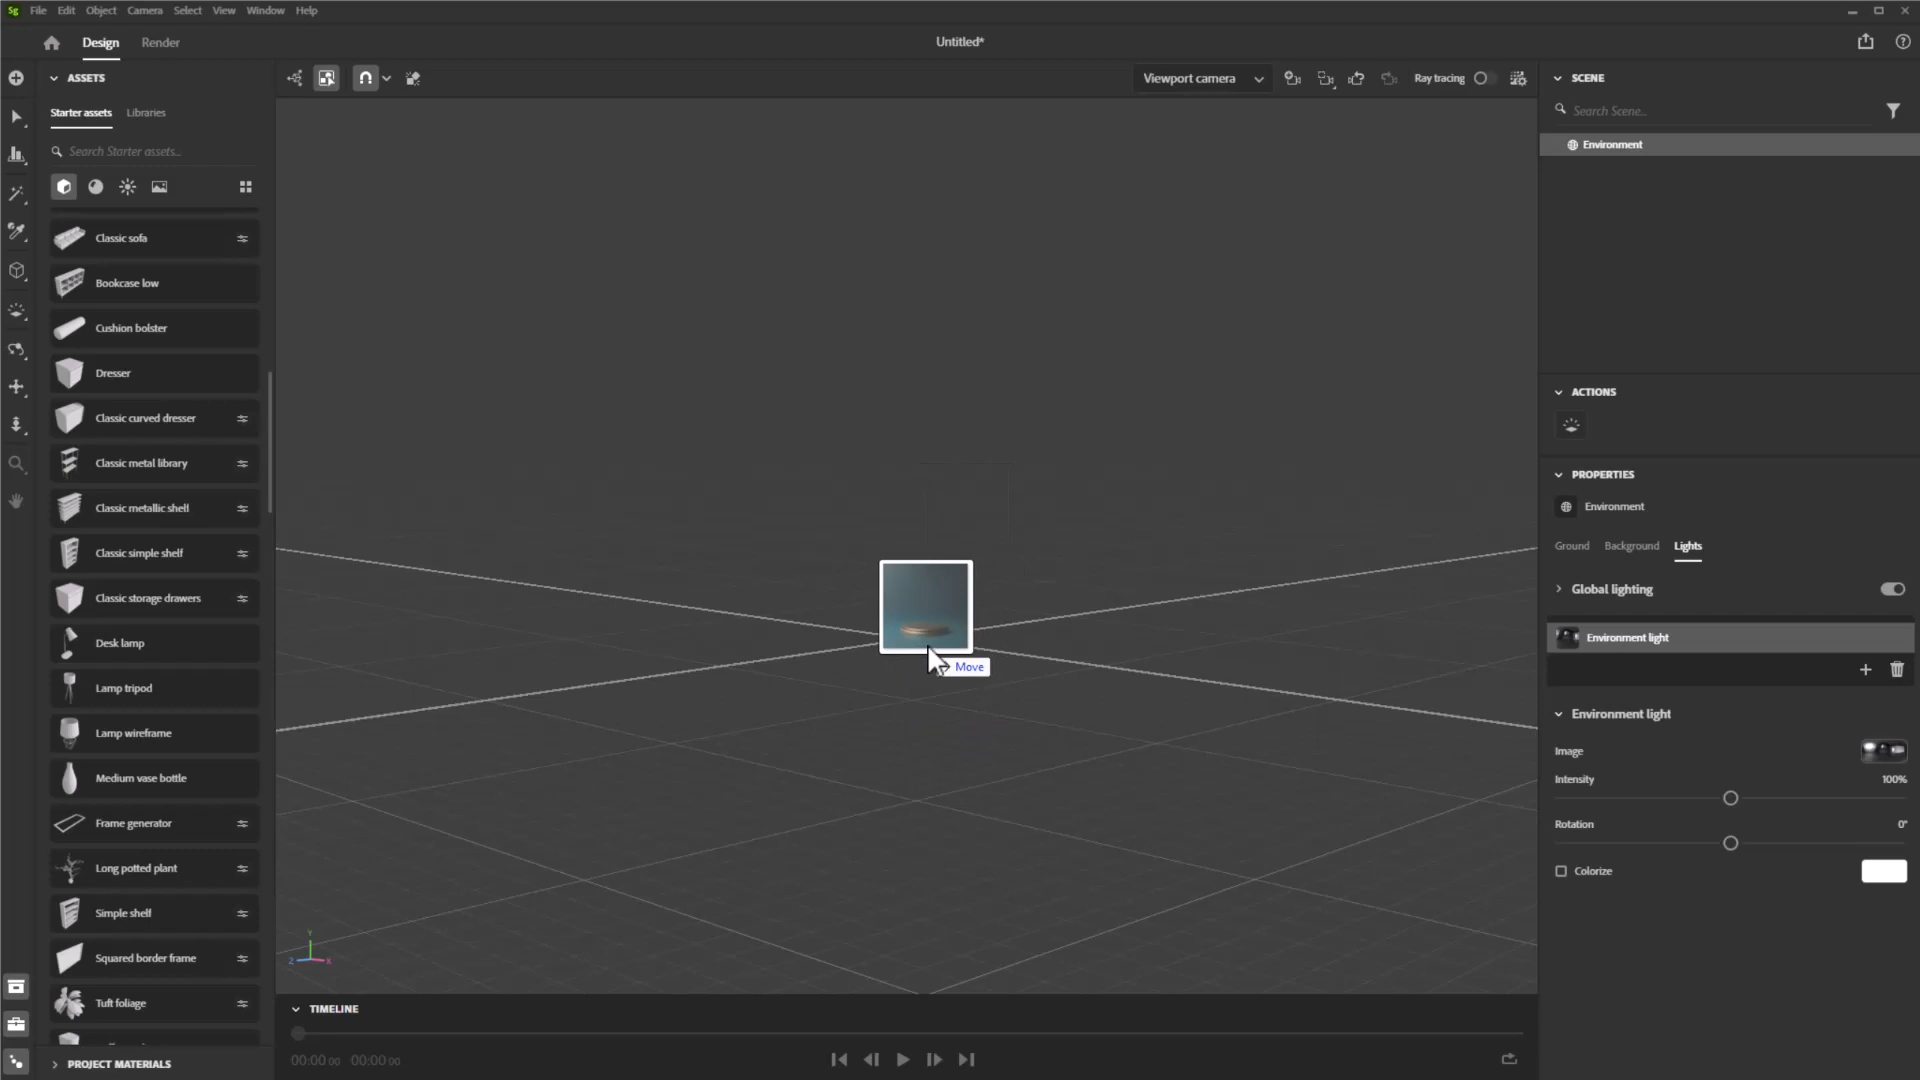 Sg File Edit Object Camera Select View Window Help
Design Render Untitled*
ASSETS
Starter assets Libraries
Search Starter assets...
Classic sofa
Bookcase low
Cushion bolster
Dresser
Classic curved dresser
Classic metal library
Classic metallic shelf
Classic simple shelf
Classic storage drawers
Desk lamp
Lamp tripod
Lamp wireframe
Medium vase bottle
Frame generator
Long potted plant
Simple shelf
Squared border frame
Tuft foliage
PROJECT MATERIALS
Viewport camera Ray tracing
Move
Y
Z X
TIMELINE
00:00 00 00:00 00
SCENE
Search Scene...
Environment
ACTIONS
PROPERTIES
Environment
Ground Background Lights
Global lighting
Environment light
Environment light
Image
Intensity 100%
Rotation 0°
Colorize